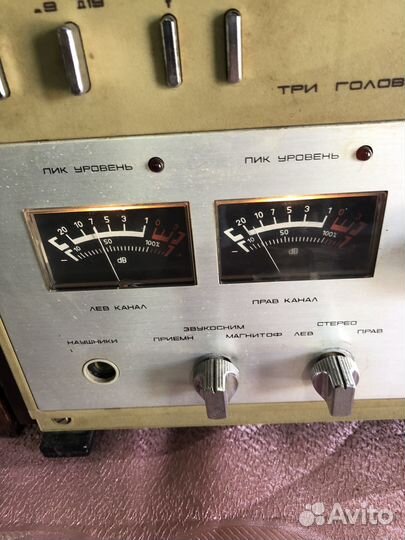 ТРИ ГОЛОВ
ПИК УРОВЕНЬ
ПИК УРОВЕНЬ
20 10 7 5 3 1 0
- 10 50 100%
dB
20 10 7 5 3 1 0
- 10 50 100%
dB
ЛЕВ КАНАЛ
ПРАВ КАНАЛ
НАУШНИКИ
ЗВУКОСНИМ
ПРИЕМН
МАГНИТОФ
СТЕРЕО
ЛЕВ
ПРАВ
Avito